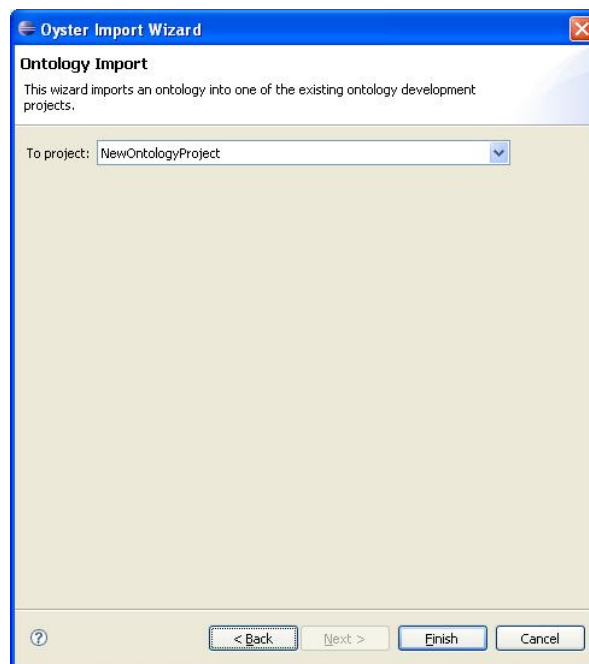 Oyster Import Wizard
Ontology Import
This wizard imports an ontology into one of the existing ontology development
projects.
To project: NewOntologyProject
? < Back Next > Finish Cancel